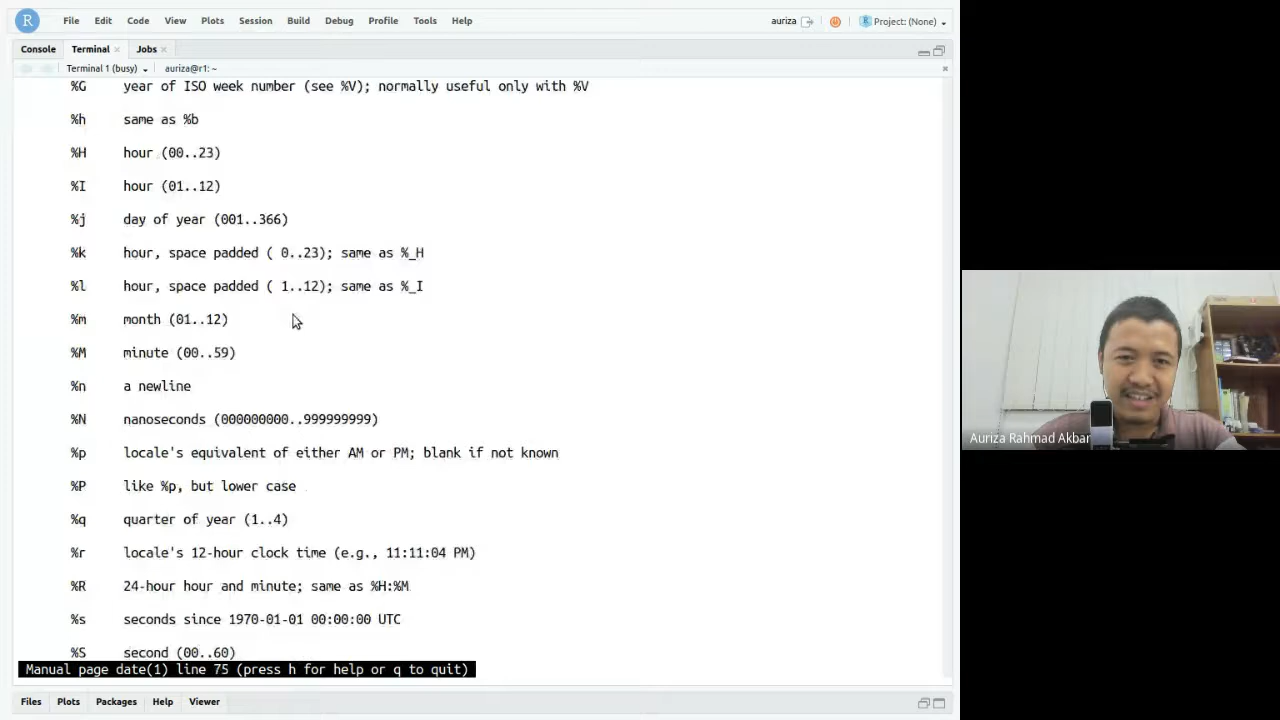 R File Edit Code View Plots Session Build Debug Profile Tools Help auriza R Project: (None)
Console Terminal Jobs
Terminal 1 (busy) auriza@r1: ~
%G year of ISO week number (see %V); normally useful only with %V
%h same as %b
%H hour (00..23)
%I hour (01..12)
%j day of year (001..366)
%k hour, space padded ( 0..23); same as %_H
%l hour, space padded ( 1..12); same as %_I
%m month (01..12)
%M minute (00..59)
%n a newline
%N nanoseconds (000000000..999999999)
%p locale's equivalent of either AM or PM; blank if not known
%P like %p, but lower case
%q quarter of year (1..4)
%r locale's 12-hour clock time (e.g., 11:11:04 PM)
%R 24-hour hour and minute; same as %H:%M
%s seconds since 1970-01-01 00:00:00 UTC
%S second (00..60)
Manual page date(1) line 75 (press h for help or q to quit)
Files Plots Packages Help Viewer
Auriza Rahmad Akbar